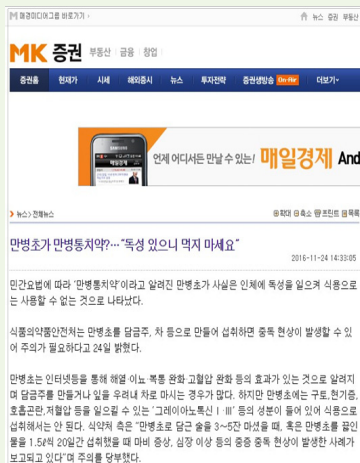 [M] 매경미디어그룹 바로가기 ›
뉴스 증권 부동산
MK 증권 부동산 | 금융 | 창업
증권홈 현재가 시세 해외증시 뉴스 투자전략 증권생방송 On-Air 더보기
언제 어디서든 만날 수 있는! 매일경제 And
뉴스 > 전체뉴스
확대 축소 프린트 목록
만병초가 만병통치약?…"독성 있으니 먹지 마세요"
2016-11-24 14:33:05
민간요법에 따라 '만병통치약'이라고 알려진 만병초가 사실은 인체에 독성을 일으켜 식용으로
는 사용할 수 없는 것으로 나타났다.
식품의약품안전처는 만병초를 담금주, 차 등으로 만들어 섭취하면 중독 현상이 발생할 수 있
어 주의가 필요하다고 24일 밝혔다.
만병초는 인터넷등을 통해 해열·이뇨·복통 완화·고혈압 완화 등의 효과가 있는 것으로 알려지
며 담금주를 만들거나 잎을 우려내 차로 마시는 경우가 많다. 하지만 만병초에는 구토,현기증,
호흡곤란,저혈압 등을 일으킬 수 있는 '그레이아노톡신Ⅰ·Ⅲ' 등의 성분이 들어 있어 식용으로
섭취해서는 안 된다. 식약처 측은 "만병초로 담근 술을 3~5잔 마셨을 때, 혹은 만병초를 끓인
물을 1.5ℓ씩 20일간 섭취했을 때 마비 증상, 심장 이상 등의 중증 중독 현상이 발생한 사례가
보고되고 있다"며 주의를 당부했다.